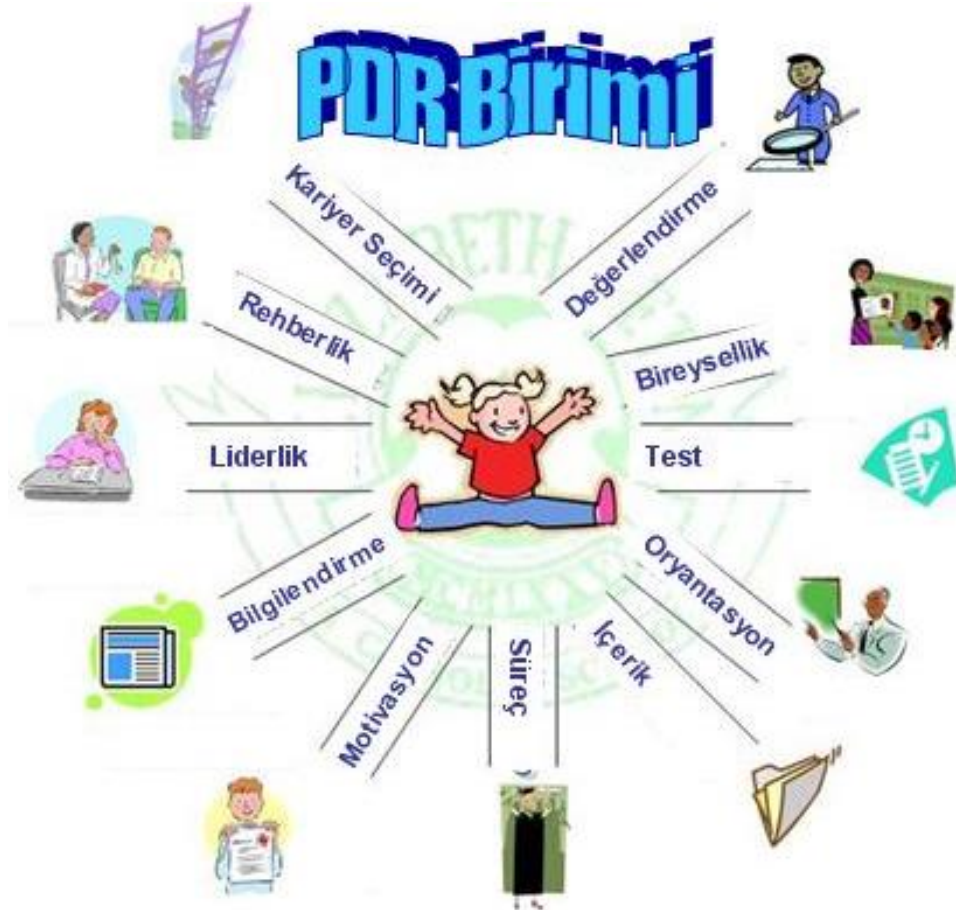 PDR Birimi
Kariyer Seçimi
Değerlendirme
Rehberlik
Bireysellik
Liderlik
Test
Bilgilendirme
Oryantasyon
Motivasyon
Süreç
İçerik